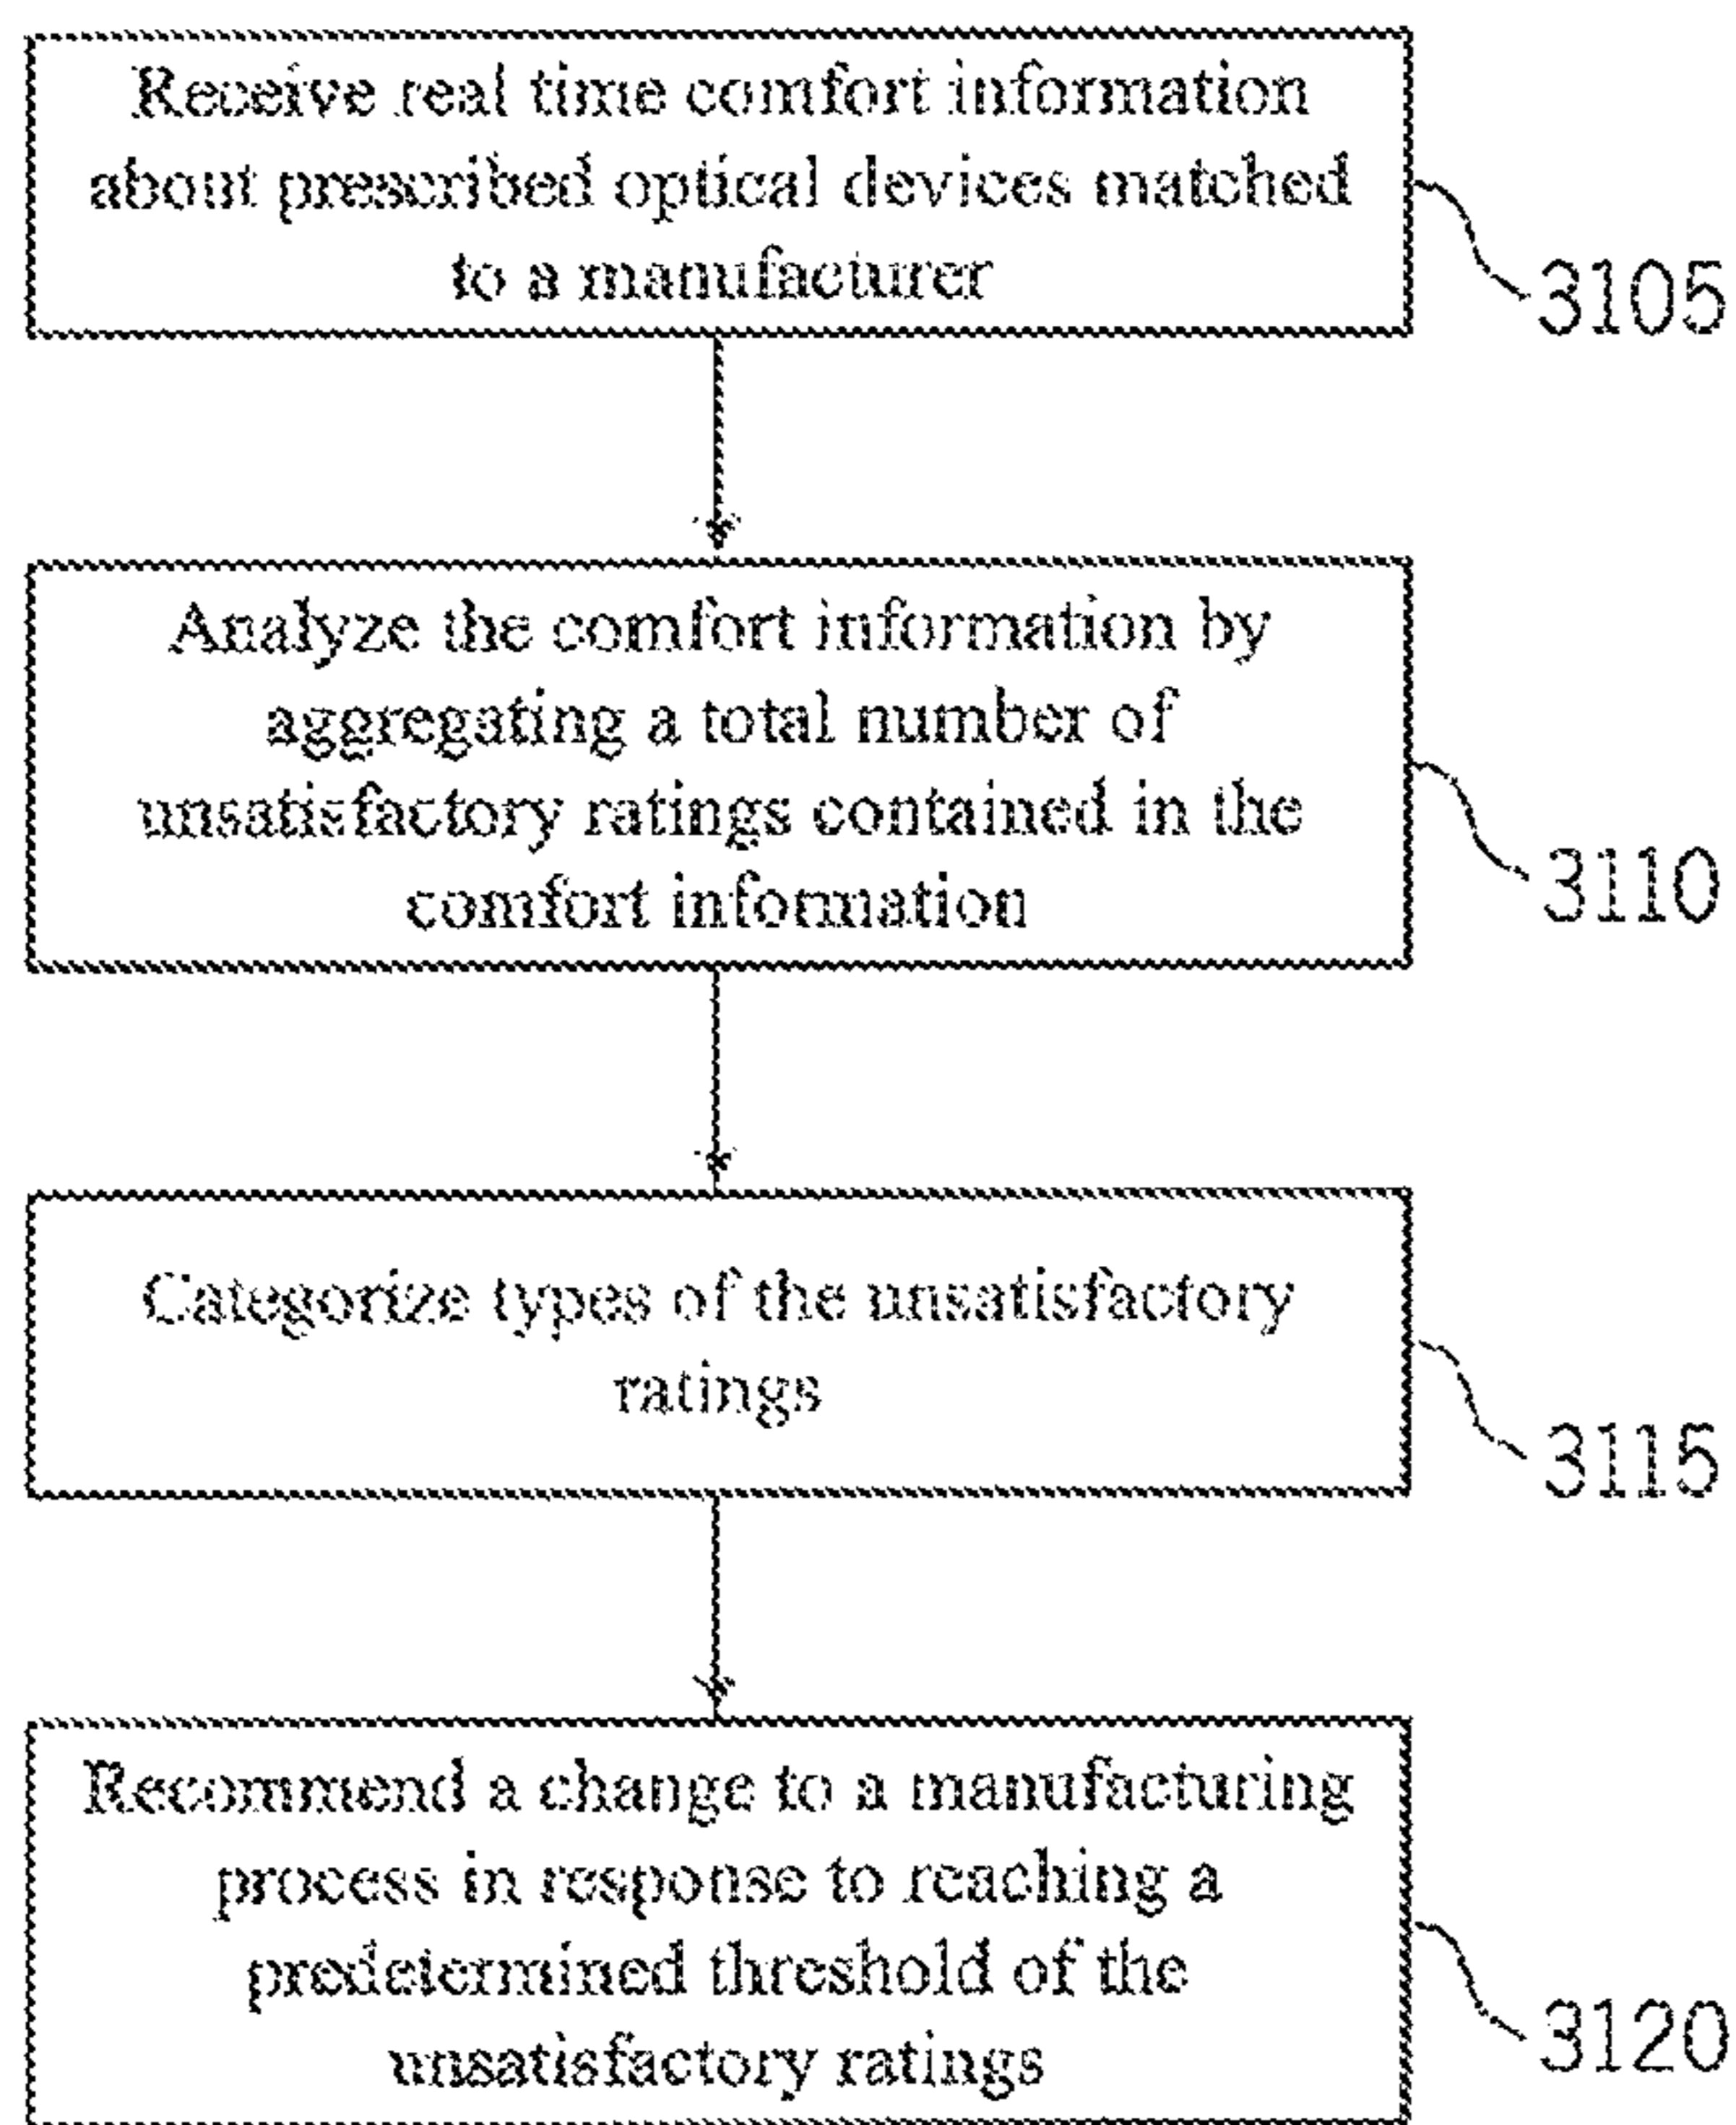 Receive real time comfort information
about prescribed optical devices matched
to a manufacturer
3105
Analyze the comfort information by
aggregating a total number of
unsatisfactory ratings contained in the
comfort information
3110
Categorize types of the unsatisfactory
ratings
3115
Recommend a change to a manufacturing
process in response to reaching a
predetermined threshold of the
unsatisfactory ratings
3120